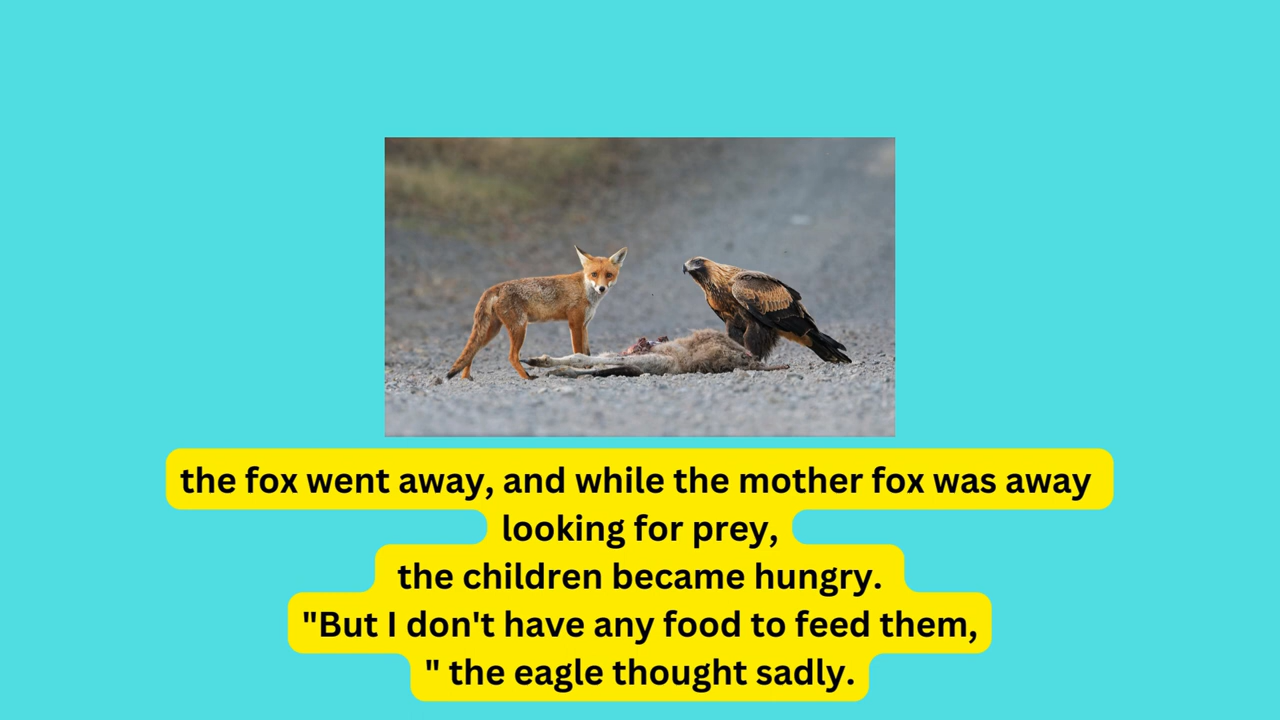 the fox went away, and while the mother fox was away
looking for prey,
the children became hungry.
"But I don't have any food to feed them,
" the eagle thought sadly.